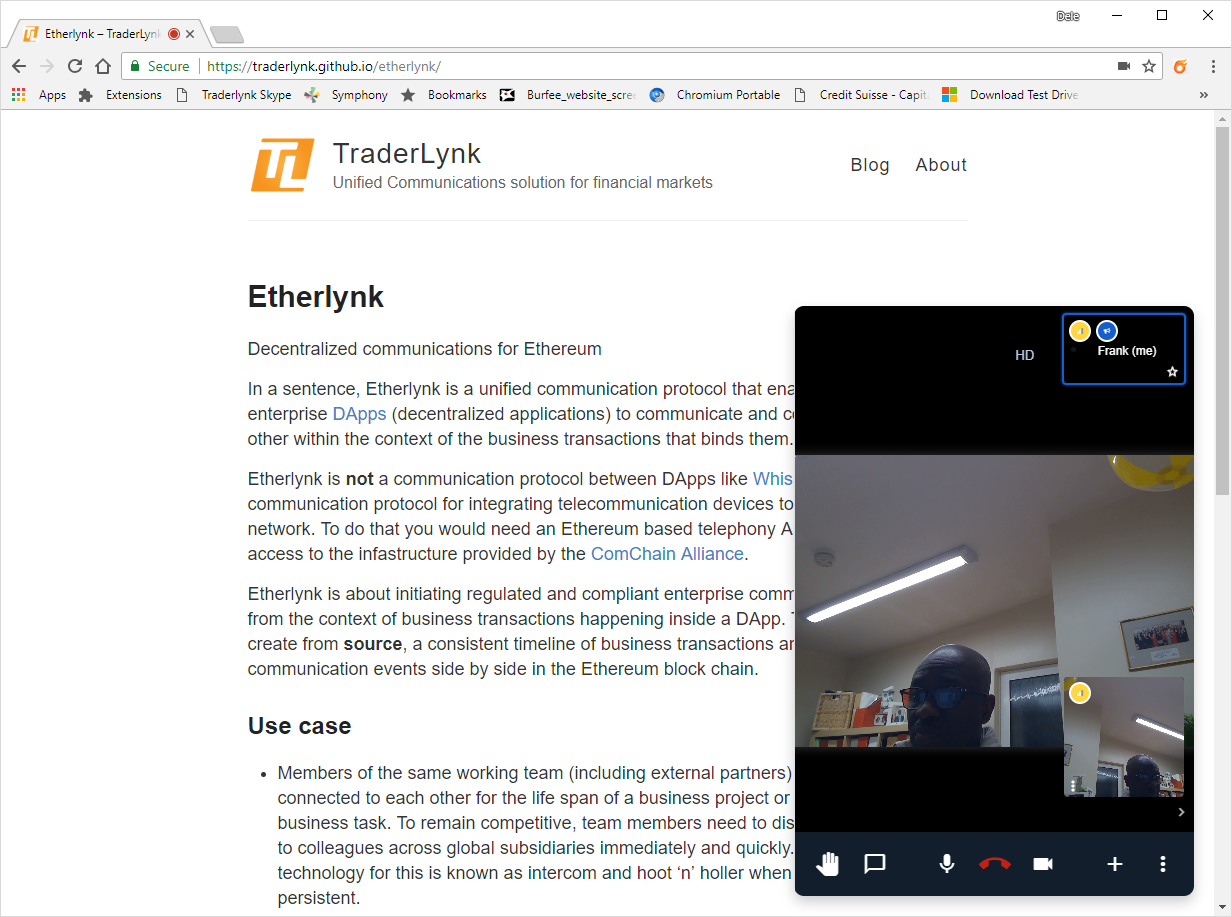 Dele
Etherlynk – TraderLynk
Secure https://traderlynk.github.io/etherlynk/
Apps Extensions Traderlynk Skype Symphony Bookmarks Burfee_website_scre Chromium Portable Credit Suisse - Capit Download Test Drive
TL TraderLynk
Unified Communications solution for financial markets
Blog About
Etherlynk
Decentralized communications for Ethereum
In a sentence, Etherlynk is a unified communication protocol that ena
enterprise DApps (decentralized applications) to communicate and c
other within the context of the business transactions that binds them.
Etherlynk is not a communication protocol between DApps like Whis
communication protocol for integrating telecommunication devices to
network. To do that you would need an Ethereum based telephony A
access to the infastructure provided by the ComChain Alliance.
Etherlynk is about initiating regulated and compliant enterprise comm
from the context of business transactions happening inside a DApp. T
create from source, a consistent timeline of business transactions an
communication events side by side in the Ethereum block chain.
Use case
• Members of the same working team (including external partners)
connected to each other for the life span of a business project or
business task. To remain competitive, team members need to dis
to colleagues across global subsidiaries immediately and quickly.
technology for this is known as intercom and hoot ‘n’ holler when
persistent.
HD
Frank (me)